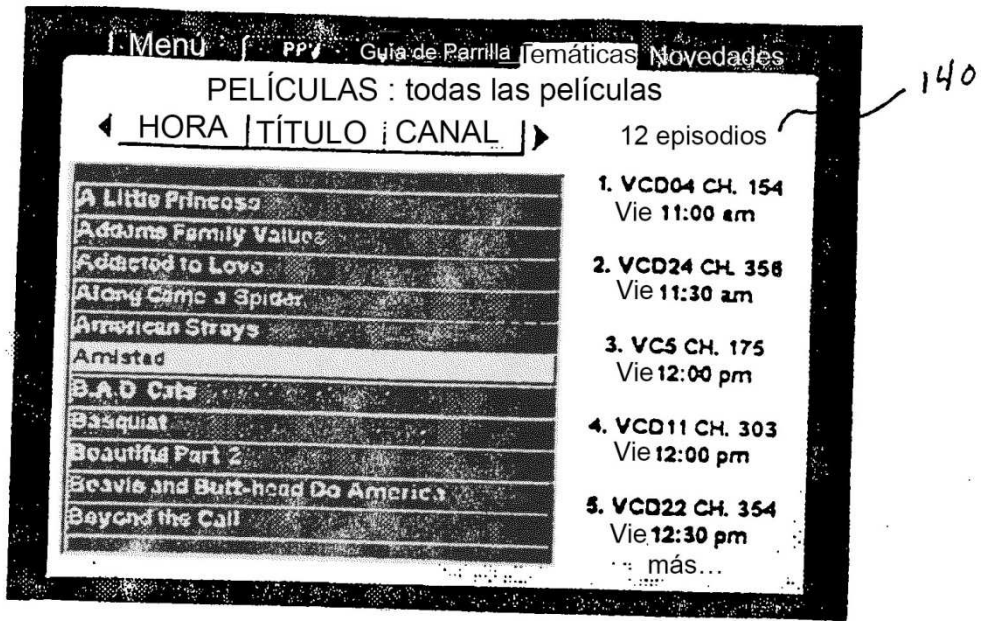 Menú PPV Guía de Parrilla Temáticas Novedades
PELÍCULAS : todas las películas
HORA TÍTULO CANAL
12 episodios
140
A Little Princess
Addams Family Values
Addicted to Love
Along Came a Spider
American Strays
Amistad
B.A.D. Cats
Basquiat
Beautiful Part 2
Beavis and Butt-head Do America
Beyond the Call
1. VCD04 CH. 154
Vie 11:00 am
2. VCD24 CH. 356
Vie 11:30 am
3. VC5 CH. 175
Vie 12:00 pm
4. VCD11 CH. 303
Vie 12:00 pm
5. VCD22 CH. 354
Vie 12:30 pm
más...